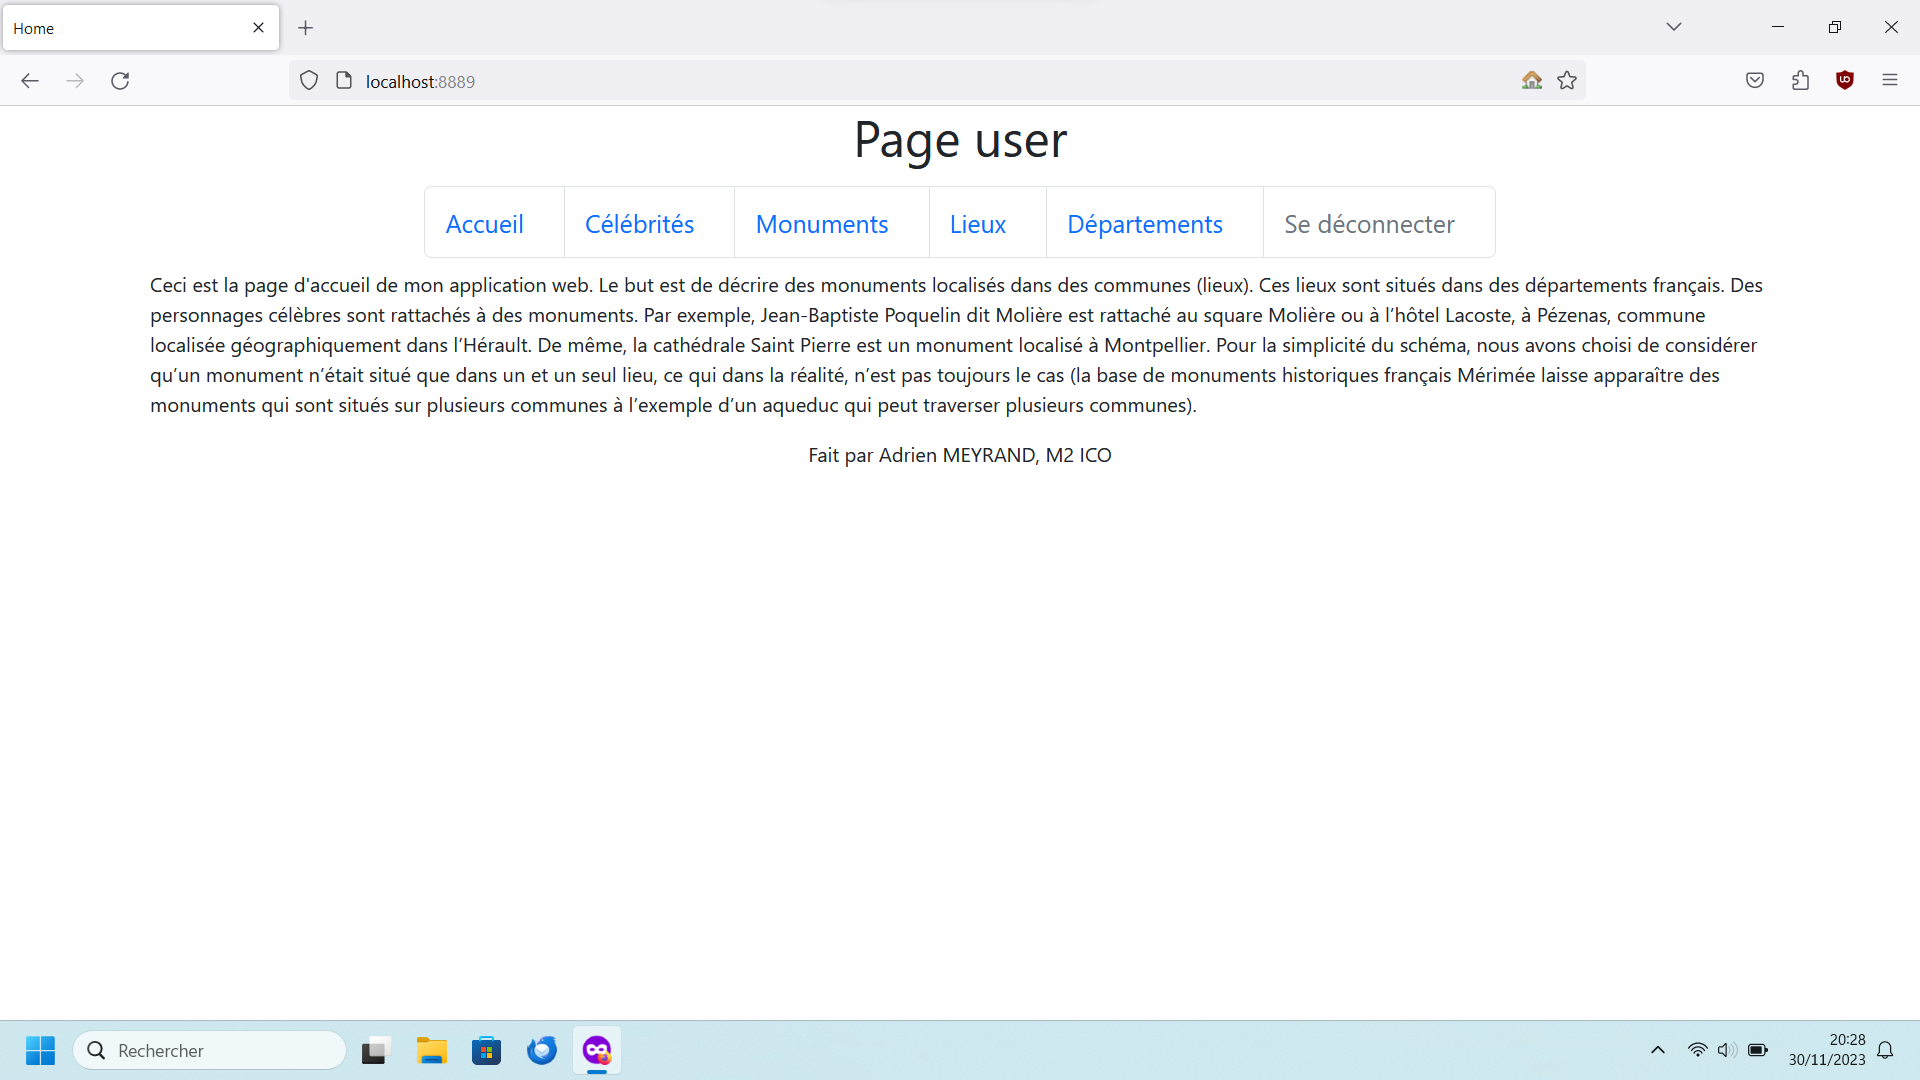 Home
localhost:8889
Page user
Accueil Célébrités Monuments Lieux Départements Se déconnecter
Ceci est la page d'accueil de mon application web. Le but est de décrire des monuments localisés dans des communes (lieux). Ces lieux sont situés dans des départements français. Des
personnages célèbres sont rattachés à des monuments. Par exemple, Jean-Baptiste Poquelin dit Molière est rattaché au square Molière ou à l’hôtel Lacoste, à Pézenas, commune
localisée géographiquement dans l’Hérault. De même, la cathédrale Saint Pierre est un monument localisé à Montpellier. Pour la simplicité du schéma, nous avons choisi de considérer
qu’un monument n’était situé que dans un et un seul lieu, ce qui dans la réalité, n’est pas toujours le cas (la base de monuments historiques français Mérimée laisse apparaître des
monuments qui sont situés sur plusieurs communes à l’exemple d’un aqueduc qui peut traverser plusieurs communes).
Fait par Adrien MEYRAND, M2 ICO
Rechercher
20:28
30/11/2023